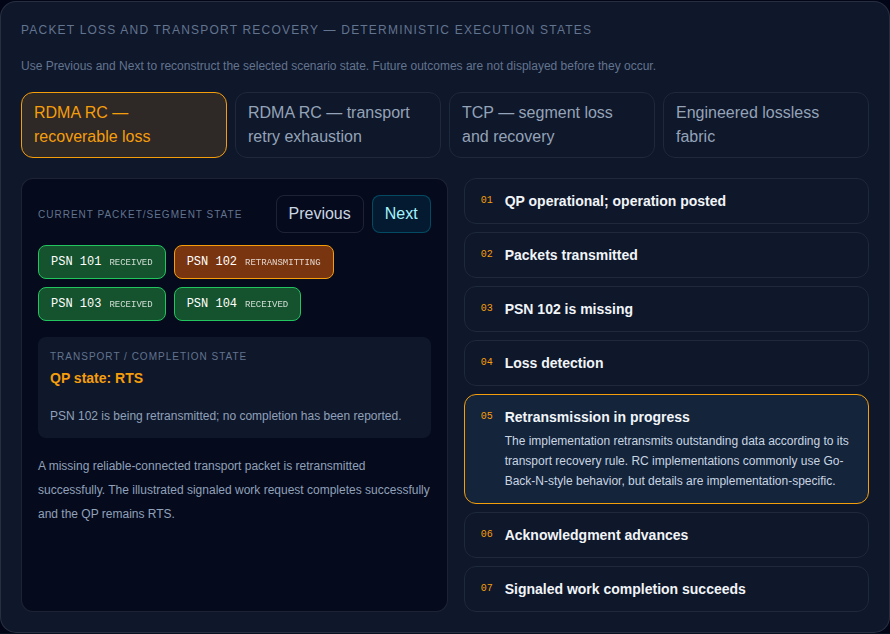 PACKET LOSS AND TRANSPORT RECOVERY — DETERMINISTIC EXECUTION STATES
Use Previous and Next to reconstruct the selected scenario state. Future outcomes are not displayed before they occur.
RDMA RC —
recoverable loss
RDMA RC — transport
retry exhaustion
TCP — segment loss
and recovery
Engineered lossless
fabric
CURRENT PACKET/SEGMENT STATE
Previous
Next
PSN 101 RECEIVED
PSN 102 RETRANSMITTING
PSN 103 RECEIVED
PSN 104 RECEIVED
TRANSPORT / COMPLETION STATE
QP state: RTS
PSN 102 is being retransmitted; no completion has been reported.
A missing reliable-connected transport packet is retransmitted
successfully. The illustrated signaled work request completes successfully
and the QP remains RTS.
01 QP operational; operation posted
02 Packets transmitted
03 PSN 102 is missing
04 Loss detection
05 Retransmission in progress
The implementation retransmits outstanding data according to its
transport recovery rule. RC implementations commonly use Go-
Back-N-style behavior, but details are implementation-specific.
06 Acknowledgment advances
07 Signaled work completion succeeds